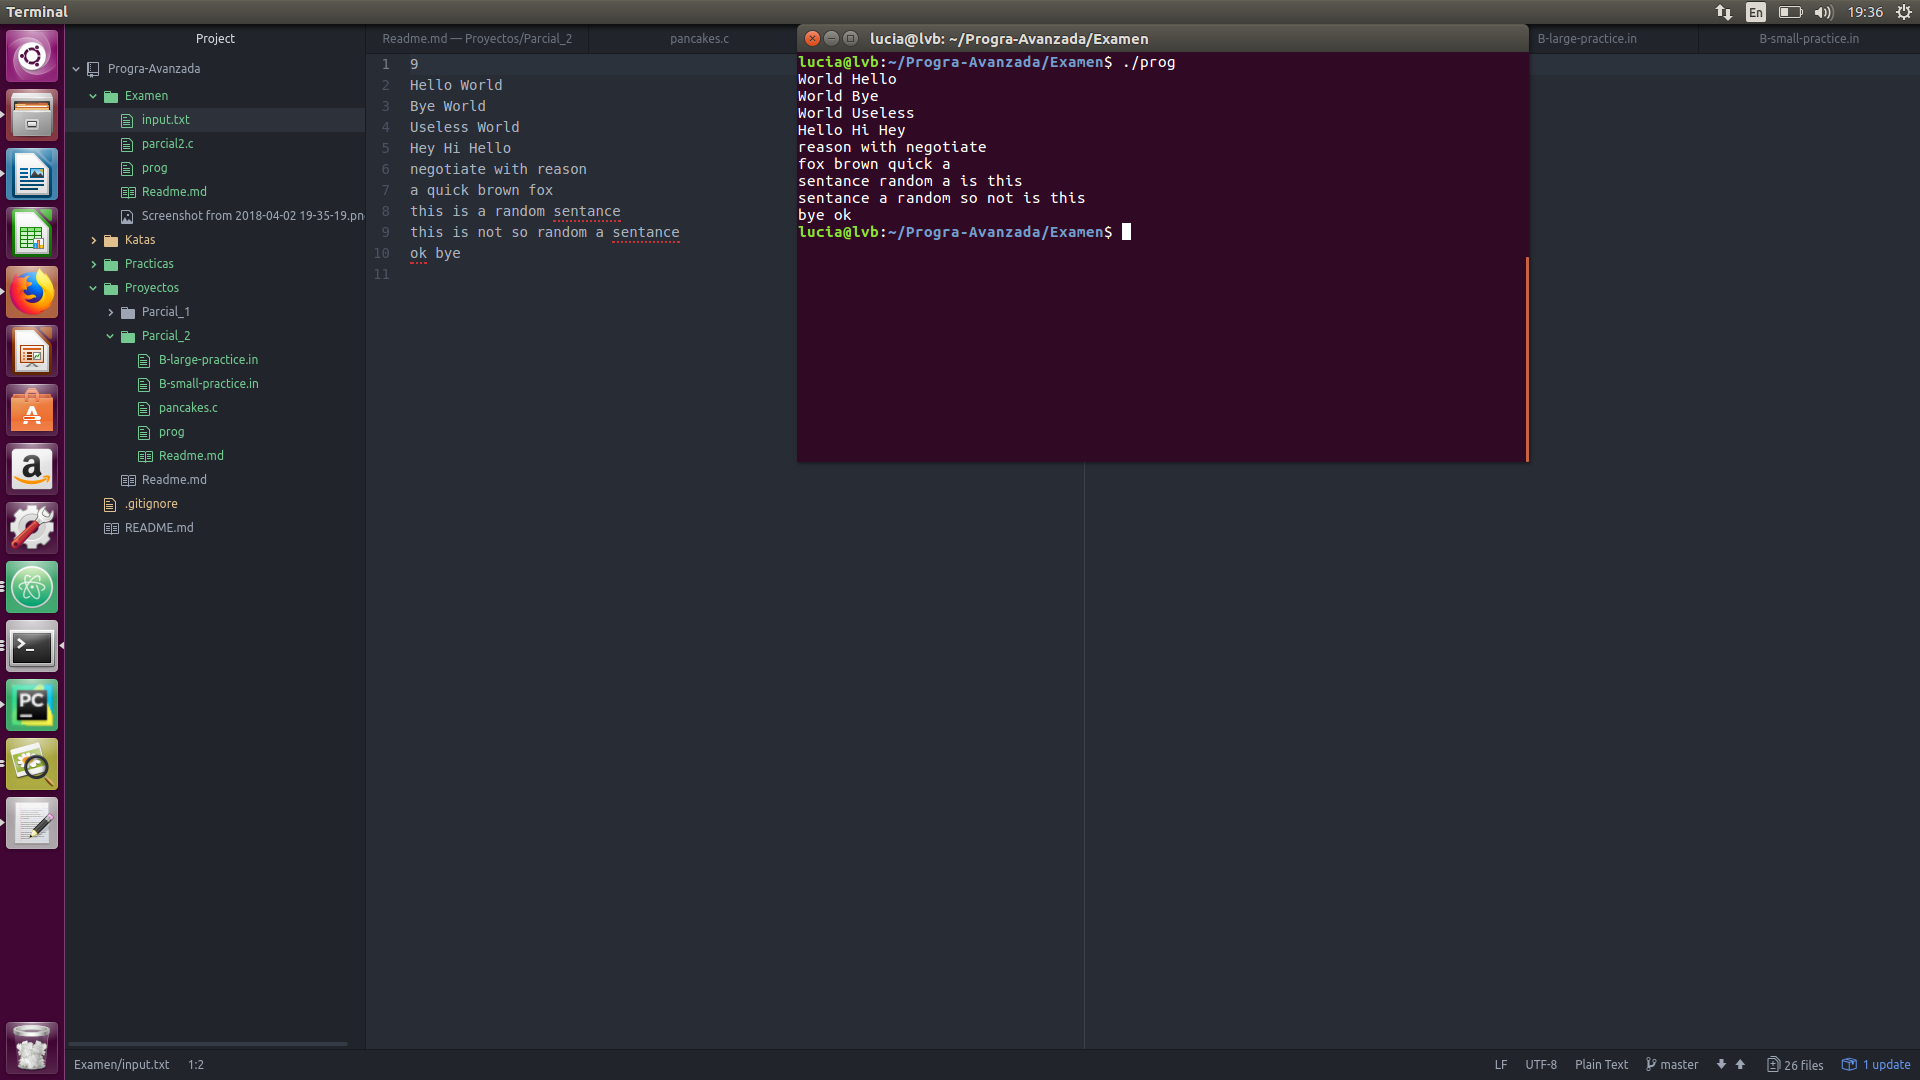 Terminal
En
19:36
Project
Progra-Avanzada
Examen
input.txt
parcial2.c
prog
Readme.md
Screenshot from 2018-04-02 19-35-19.pn
Katas
Practicas
Proyectos
Parcial_1
Parcial_2
B-large-practice.in
B-small-practice.in
pancakes.c
prog
Readme.md
Readme.md
.gitignore
README.md
Readme.md — Proyectos/Parcial_2
pancakes.c
B-large-practice.in
B-small-practice.in
1 9
2 Hello World
3 Bye World
4 Useless World
5 Hey Hi Hello
6 negotiate with reason
7 a quick brown fox
8 this is a random sentance
9 this is not so random a sentance
10 ok bye
11
lucia@lvb: ~/Progra-Avanzada/Examen
lucia@lvb:~/Progra-Avanzada/Examen$ ./prog
World Hello
World Bye
World Useless
Hello Hi Hey
reason with negotiate
fox brown quick a
sentance random a is this
sentance a random so not is this
bye ok
lucia@lvb:~/Progra-Avanzada/Examen$
A
a
>_
PC
Examen/input.txt 1:2
LF UTF-8 Plain Text master 26 files 1 update